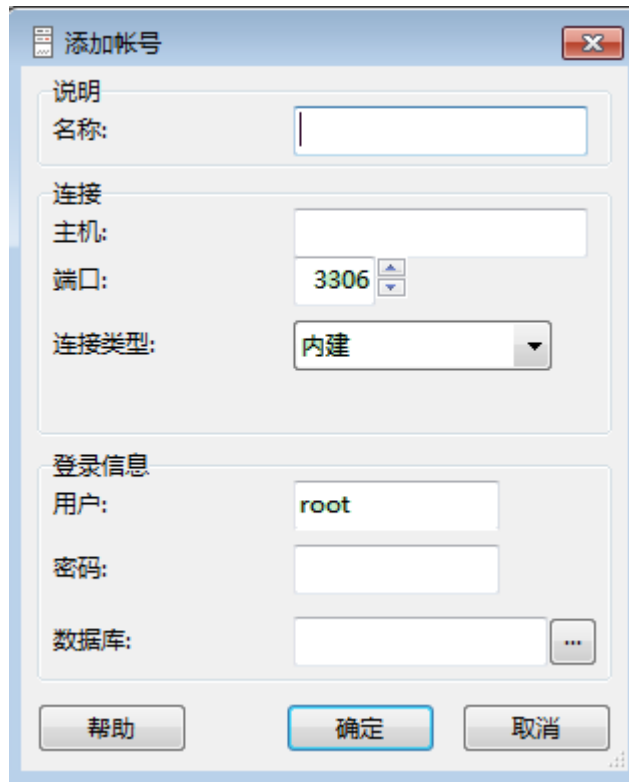 添加帐号
说明
名称:
连接
主机:
端口: 3306
连接类型: 内建
登录信息
用户: root
密码:
数据库: ...
帮助 确定 取消